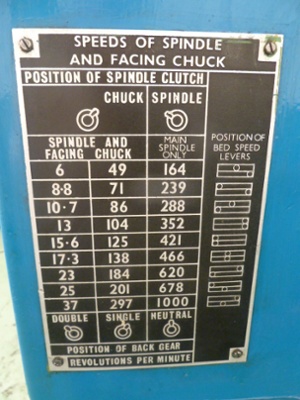 SPEEDS OF SPINDLE
AND FACING CHUCK
POSITION OF SPINDLE CLUTCH
CHUCK SPINDLE
SPINDLE AND FACING CHUCK
MAIN SPINDLE ONLY
POSITION OF BED SPEED LEVERS
6 49 164
8·8 71 239
10·7 86 288
13 104 352
15·6 125 421
17·3 138 466
23 184 620
25 201 678
37 297 1000
DOUBLE SINGLE NEUTRAL
POSITION OF BACK GEAR
REVOLUTIONS PER MINUTE